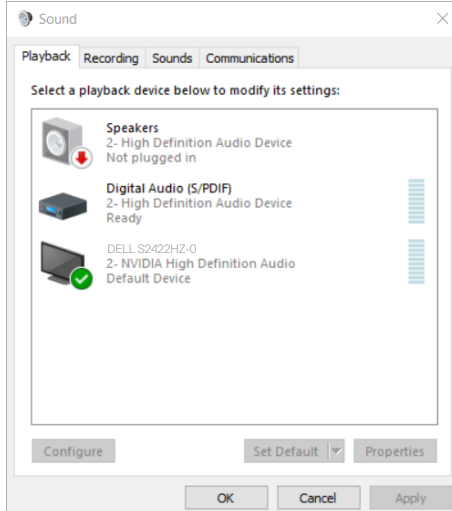 Sound
Playback Recording Sounds Communications
Select a playback device below to modify its settings:
Speakers
2- High Definition Audio Device
Not plugged in
Digital Audio (S/PDIF)
2- High Definition Audio Device
Ready
DELL S2422HZ-0
2- NVIDIA High Definition Audio
Default Device
Configure Set Default Properties
OK Cancel Apply